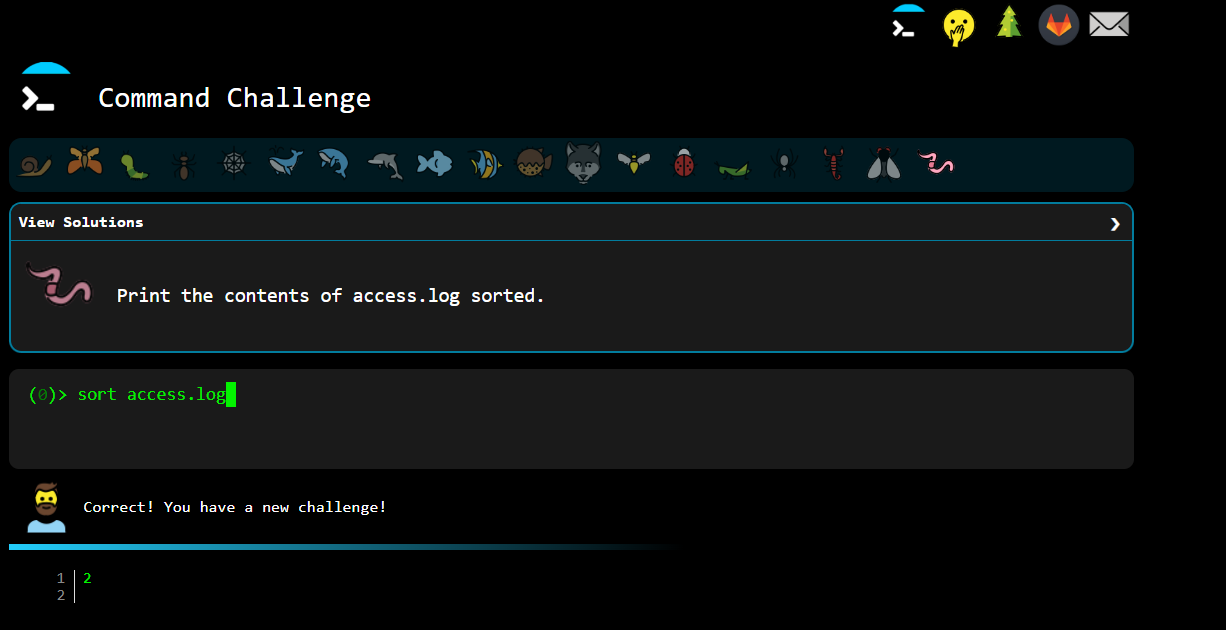 Command Challenge
View Solutions
Print the contents of access.log sorted.
(0)> sort access.log
Correct! You have a new challenge!
1 2
2